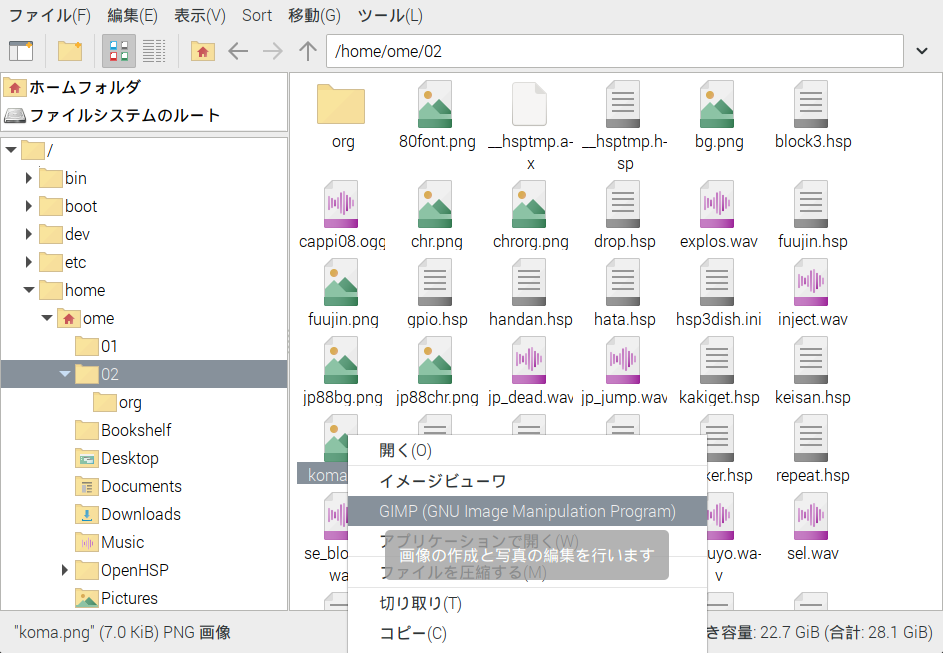 ファイル(F) 編集(E) 表示(V) Sort 移動(G) ツール(L)
/home/ome/02
ホームフォルダ
ファイルシステムのルート
/
bin
boot
dev
etc
home
ome
01
02
org
Bookshelf
Desktop
Documents
Downloads
Music
OpenHSP
Pictures
org 80font.png __hsptmp.a-x __hsptmp.h-sp bg.png block3.hsp
cappi08.ogg chr.png chrorg.png drop.hsp explos.wav fuujin.hsp
fuujin.png gpio.hsp handan.hsp hata.hsp hsp3dish.ini inject.wav
jp88bg.png jp88chr.png jp_dead.wav jp_jump.wav kakiget.hsp keisan.hsp
koma ker.hsp repeat.hsp
se_blo wa uyo.wa-v sel.wav
開く(O)
イメージビューワ
GIMP (GNU Image Manipulation Program)
アプリケーションで開く(W)
画像の作成と写真の編集を行います
ファイルを圧縮する(M)
切り取り(T)
コピー(C)
"koma.png" (7.0 KiB) PNG 画像
き容量: 22.7 GiB (合計: 28.1 GiB)